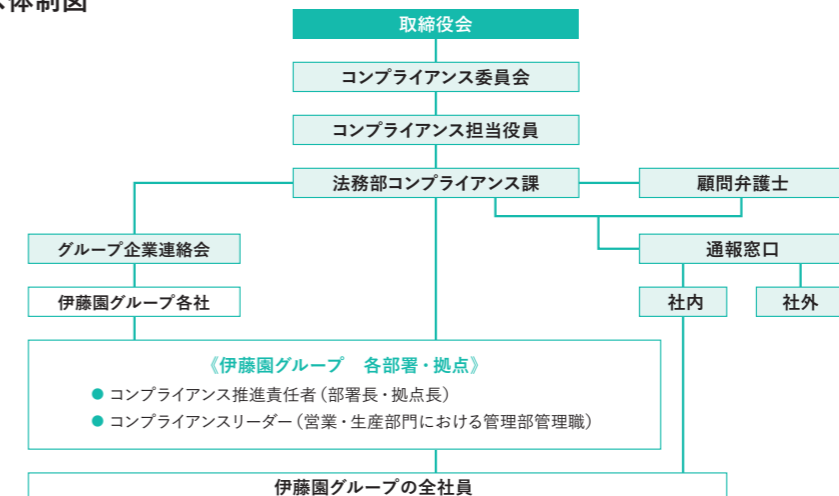 体制図
取締役会
コンプライアンス委員会
コンプライアンス担当役員
法務部コンプライアンス課
顧問弁護士
グループ企業連絡会
通報窓口
伊藤園グループ各社
社内
社外
《伊藤園グループ　各部署・拠点》
● コンプライアンス推進責任者（部署長・拠点長）
● コンプライアンスリーダー（営業・生産部門における管理部管理職）
伊藤園グループの全社員